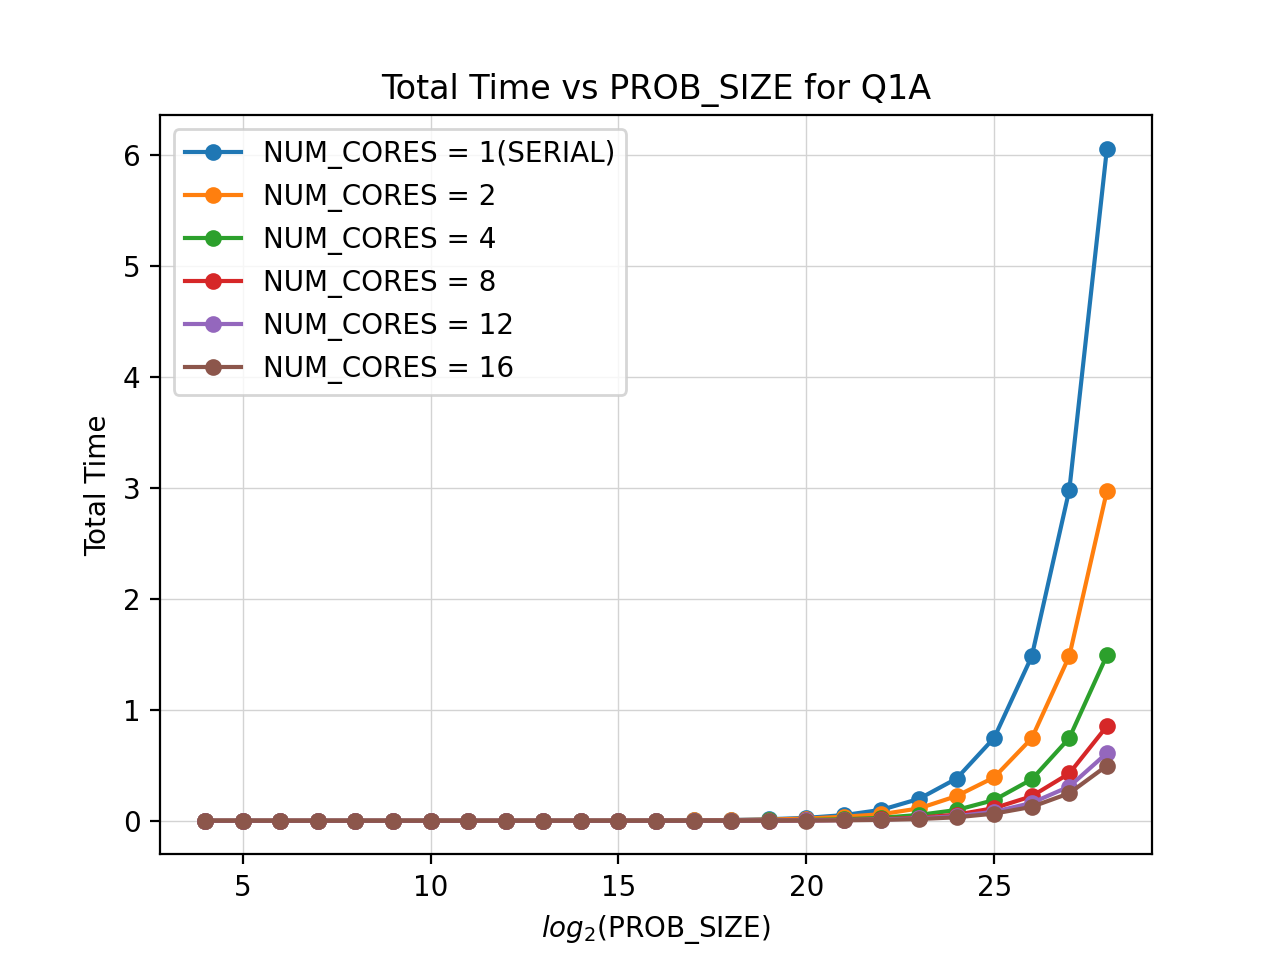 Total Time vs PROB_SIZE for Q1A
NUM_CORES = 1(SERIAL)
NUM_CORES = 2
NUM_CORES = 4
NUM_CORES = 8
NUM_CORES = 12
NUM_CORES = 16
6
5
4
3
2
1
0
Total Time
5 10 15 20 25
log₂(PROB_SIZE)